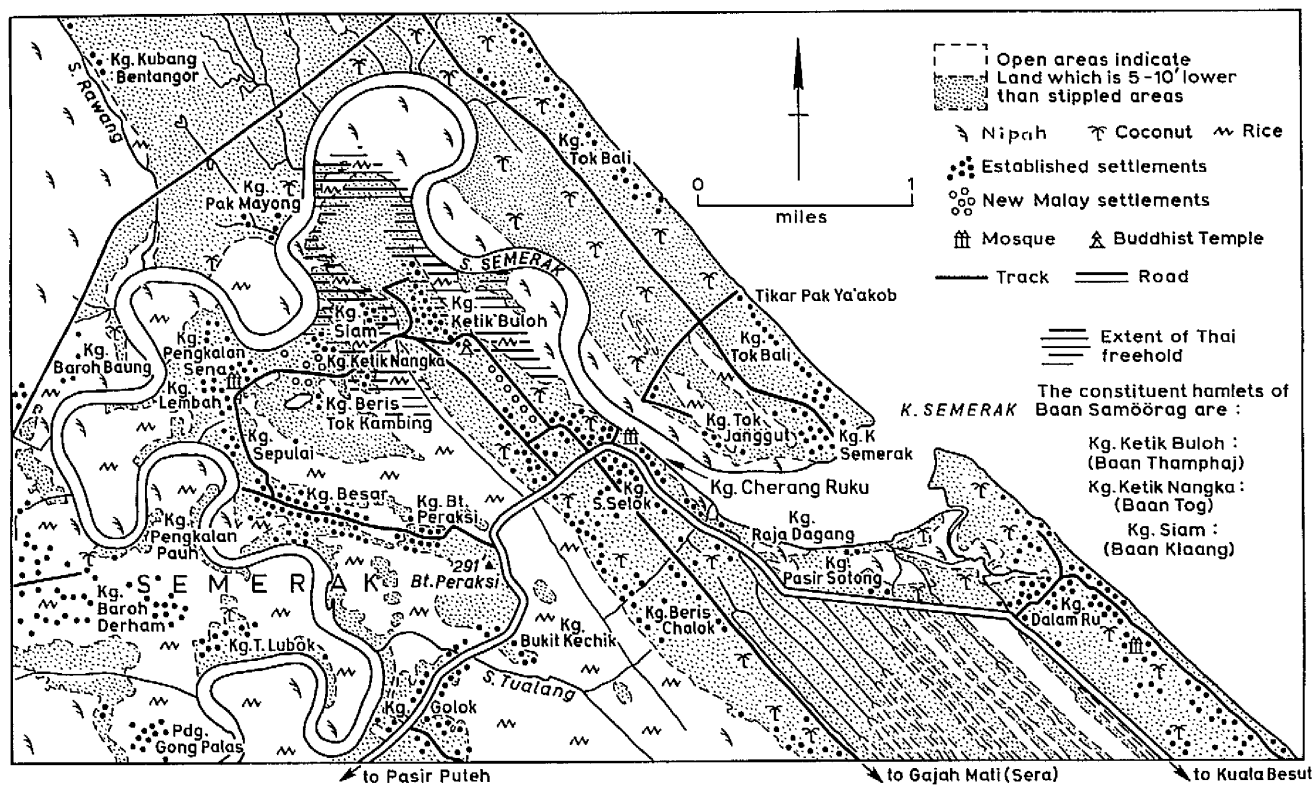 Kg. Kubang
Bentangor
S. Rawang
Kg.
Pak Mayong
Kg.
Tok Bali
S. SEMERAK
Kg.
Siam
Kg.
Ketik Buloh
Kg. Ketik Nangka
Kg.
Pengkalan
Sena
Kg.
Baroh Baung
Kg.
Lembah
Kg. Beris
Tok Kambing
Kg.
Sepulai
Tikar Pak Ya'akob
Kg.
Tok Bali
Kg. Tok
Janggut
Kg. K
Semerak
K. SEMERAK
Kg. Cherang Ruku
Kg.
S. Selok
Kg. Besar
Kg. Bt.
Peraksi
Kg.
Pengkalan
Pauh
291
Bt. Peraksi
Kg.
Raja Dagang
Kg.
Pasir Sotong
Kg.
Dalam Ru
SEMERAK
Kg.
Baroh
Derham
Kg. T. Lubok
Kg. Beris
Chalok
Kg.
Bukit Kechik
S. Tualang
Kg. Golok
Pdg.
Gong Palas
to Pasir Puteh
to Gajah Mati (Sera)
to Kuala Besut
0 1
miles
Open areas indicate
Land which is 5-10' lower
than stippled areas
Nipah Coconut Rice
Established settlements
New Malay settlements
Mosque Buddhist Temple
Track Road
Extent of Thai
freehold
The constituent hamlets of
Baan Samöörag are :
Kg. Ketik Buloh :
(Baan Thamphaj)
Kg. Ketik Nangka :
(Baan Tog)
Kg. Siam :
(Baan Klaang)